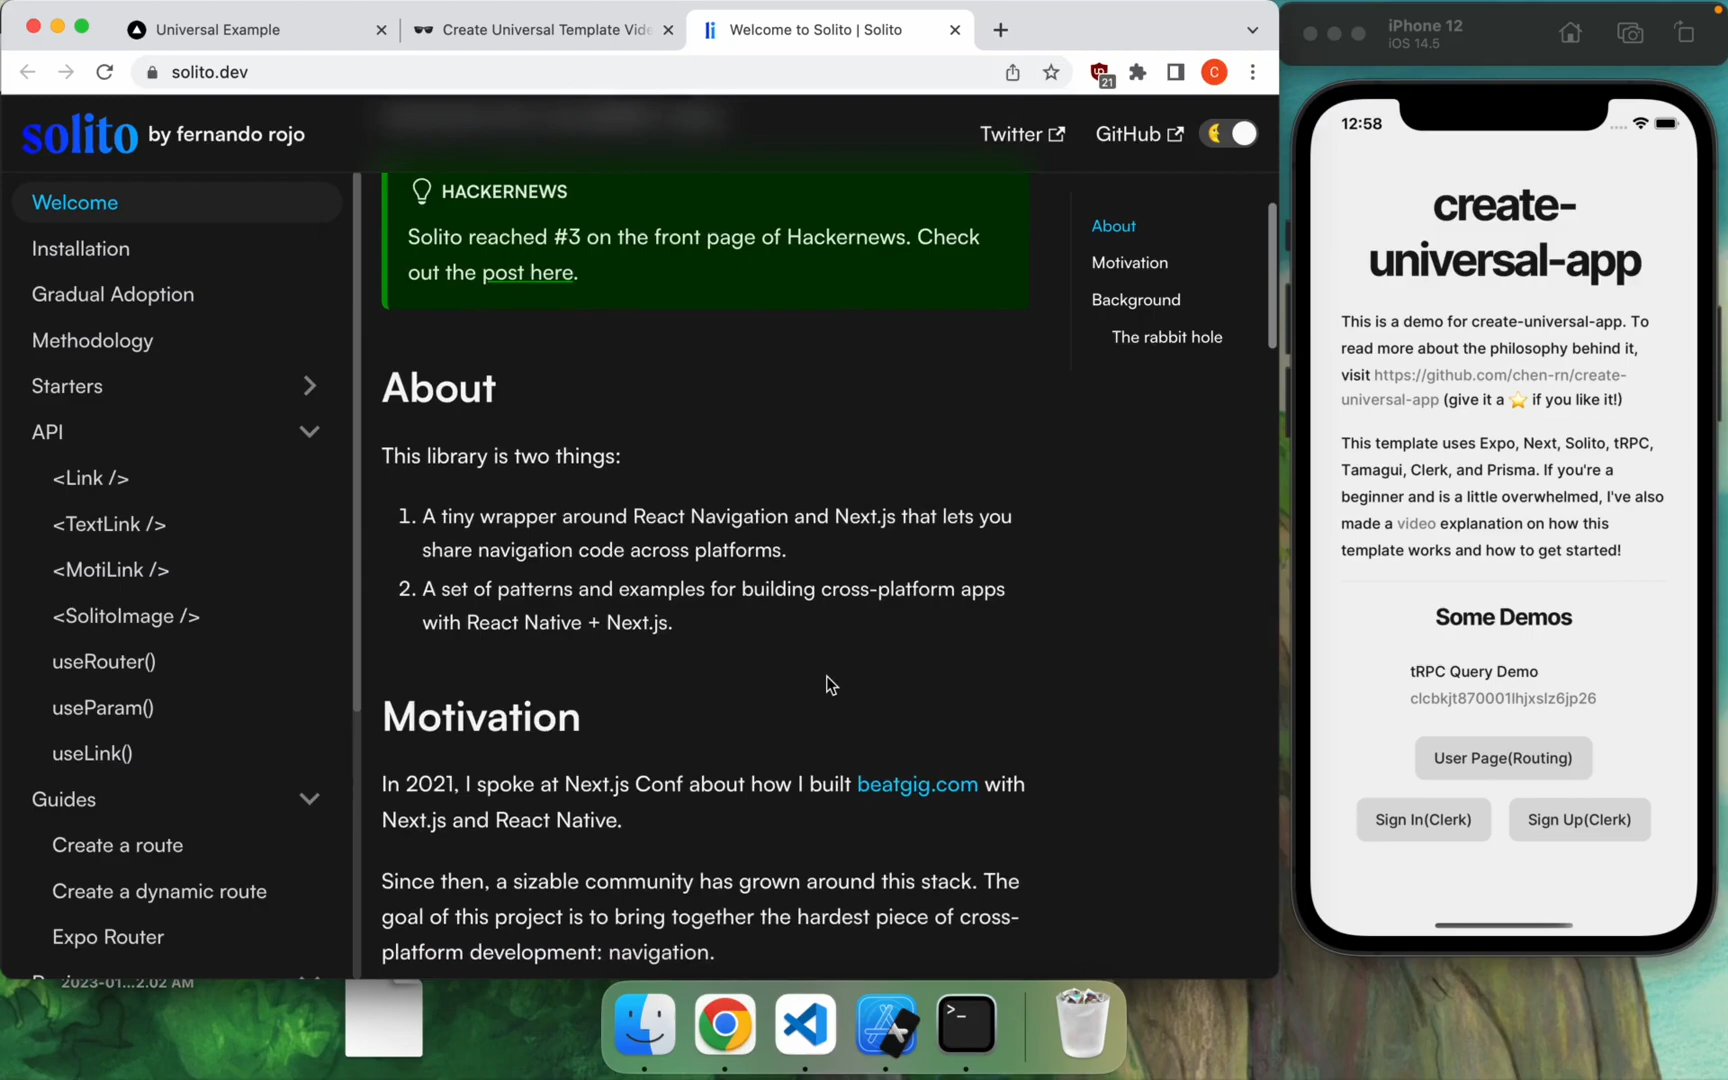 Universal Example
Create Universal Template Vide
Welcome to Solito | Solito
solito.dev
21
C
iPhone 12
iOS 14.5
solito by fernando rojo
Twitter
GitHub
Welcome
Installation
Gradual Adoption
Methodology
Starters
API
<Link />
<TextLink />
<MotiLink />
<SolitoImage />
useRouter()
useParam()
useLink()
Guides
Create a route
Create a dynamic route
Expo Router
HACKERNEWS
Solito reached #3 on the front page of Hackernews. Check
out the post here.
About
This library is two things:
1. A tiny wrapper around React Navigation and Next.js that lets you
share navigation code across platforms.
2. A set of patterns and examples for building cross-platform apps
with React Native + Next.js.
Motivation
In 2021, I spoke at Next.js Conf about how I built beatgig.com with
Next.js and React Native.
Since then, a sizable community has grown around this stack. The
goal of this project is to bring together the hardest piece of cross-
platform development: navigation.
About
Motivation
Background
The rabbit hole
12:58
create-
universal-app
This is a demo for create-universal-app. To
read more about the philosophy behind it,
visit https://github.com/chen-rn/create-
universal-app (give it a ⭐ if you like it!)
This template uses Expo, Next, Solito, tRPC,
Tamagui, Clerk, and Prisma. If you're a
beginner and is a little overwhelmed, I've also
made a video explanation on how this
template works and how to get started!
Some Demos
tRPC Query Demo
clcbkjt870001lhjxslz6jp26
User Page(Routing)
Sign In(Clerk)
Sign Up(Clerk)
2023-01...2.02 AM